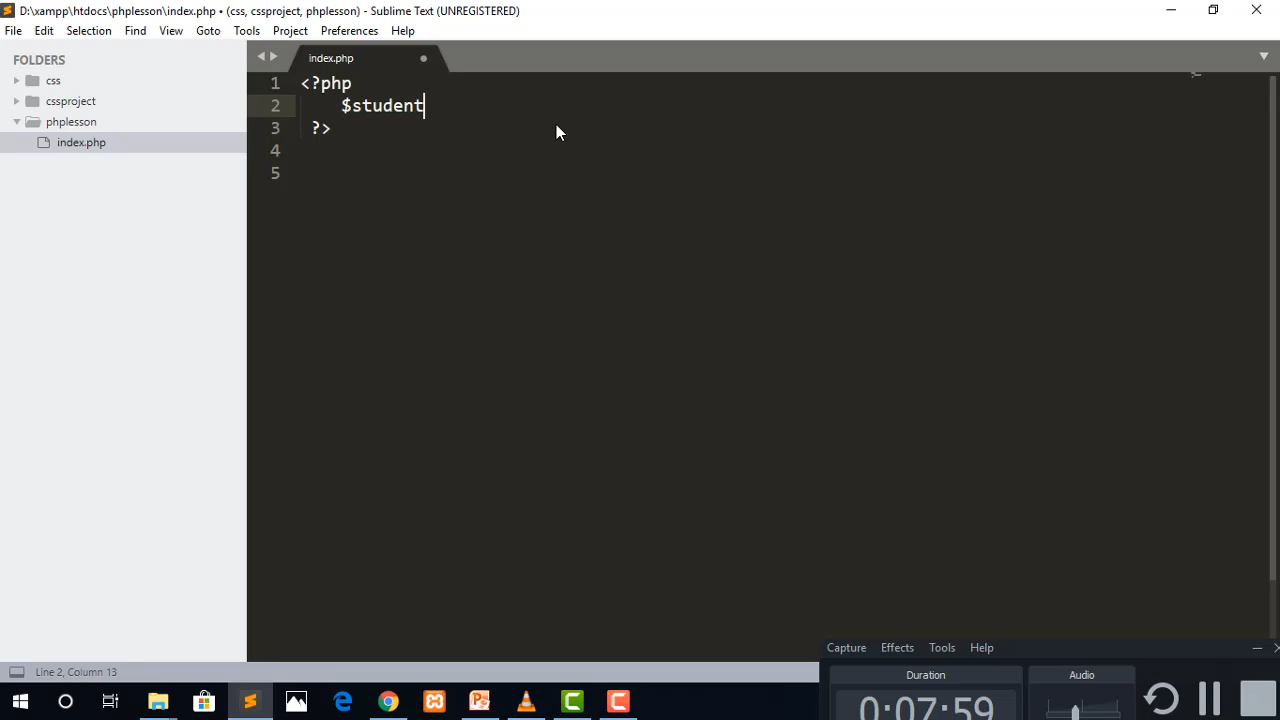 D:\xampp\htdocs\phplesson\index.php • (css, cssproject, phplesson) - Sublime Text (UNREGISTERED)
File Edit Selection Find View Goto Tools Project Preferences Help
FOLDERS
css
cssproject
phplesson
index.php
index.php
1 <?php
2 $student
3 ?>
4
5
Line 2, Column 13
Capture Effects Tools Help
Duration Audio
0:07:59